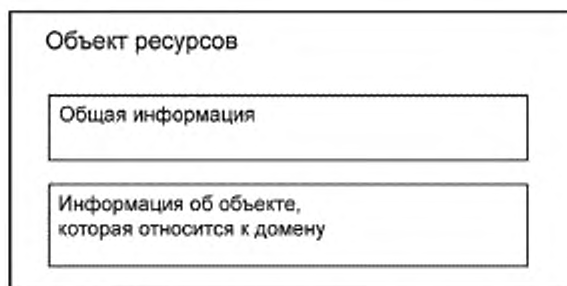 Объект ресурсов
Общая информация
Информация об объекте,
которая относится к домену